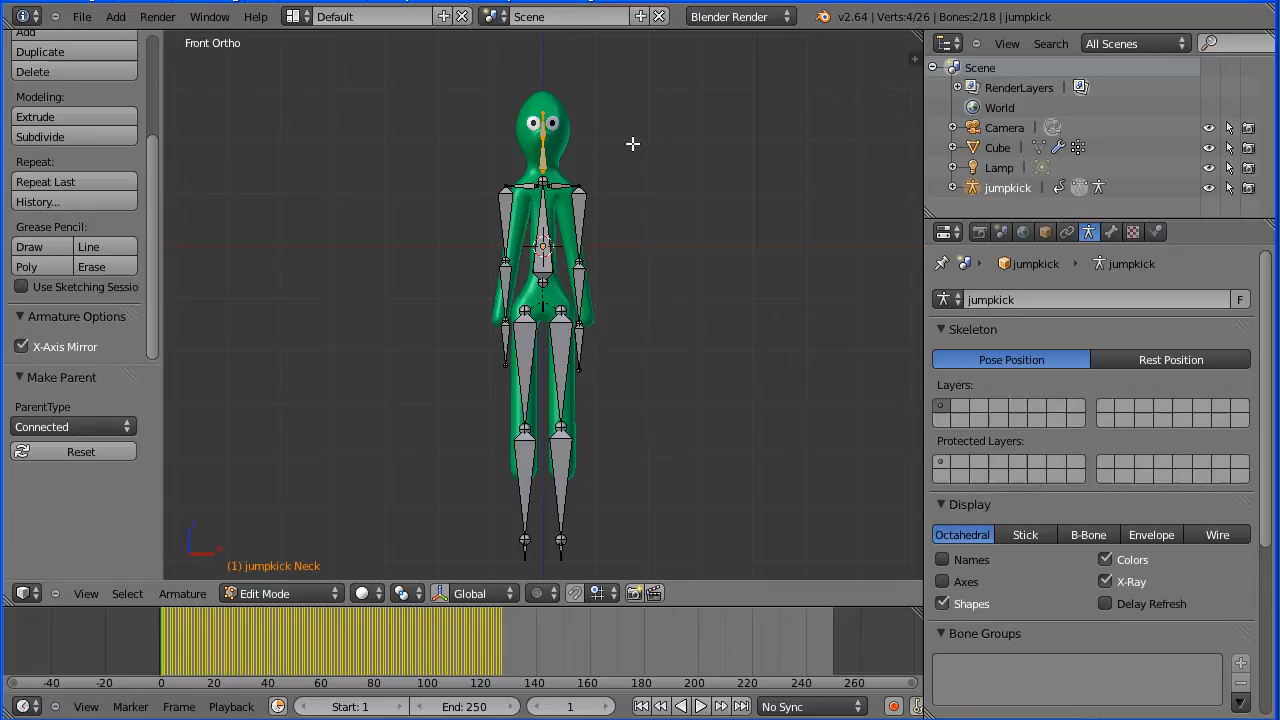 File Add Render Window Help Default Scene Blender Render v2.64 | Verts:4/26 | Bones:2/18 | jumpkick
Add
Duplicate
Delete
Modeling:
Extrude
Subdivide
Repeat:
Repeat Last
History...
Grease Pencil:
Draw Line
Poly Erase
Use Sketching Sessio
Armature Options
X-Axis Mirror
Make Parent
ParentType
Connected
Reset
Front Ortho
(1) jumpkick Neck
View Select Armature Edit Mode Global
-40 -20 0 20 40 60 80 100 120 140 160 180 200 220 240 260
View Marker Frame Playback Start: 1 End: 250 1 No Sync
View Search All Scenes
Scene
RenderLayers
World
Camera
Cube
Lamp
jumpkick
jumpkick jumpkick
jumpkick F
Skeleton
Pose Position Rest Position
Layers:
Protected Layers:
Display
Octahedral Stick B-Bone Envelope Wire
Names Colors
Axes X-Ray
Shapes Delay Refresh
Bone Groups